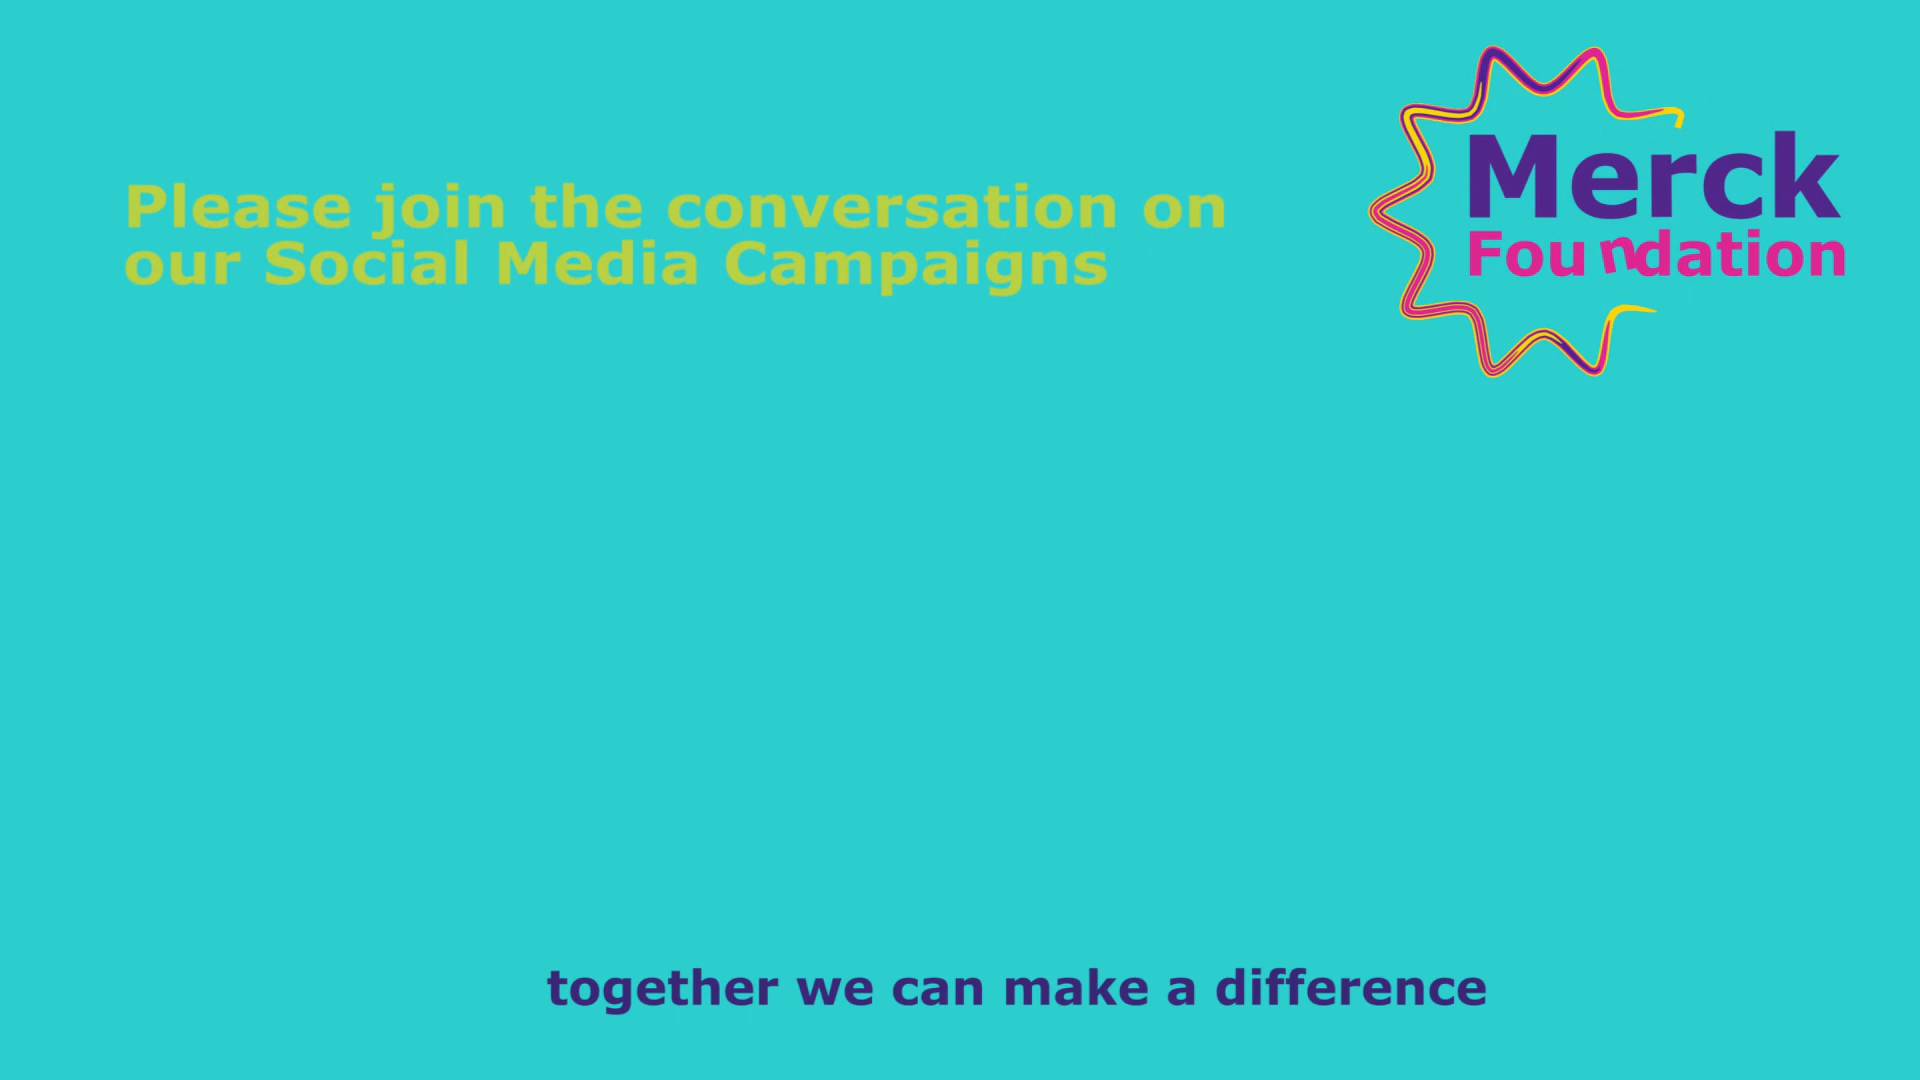 Please join the conversation on
our Social Media Campaigns
Merck
Foundation
together we can make a difference